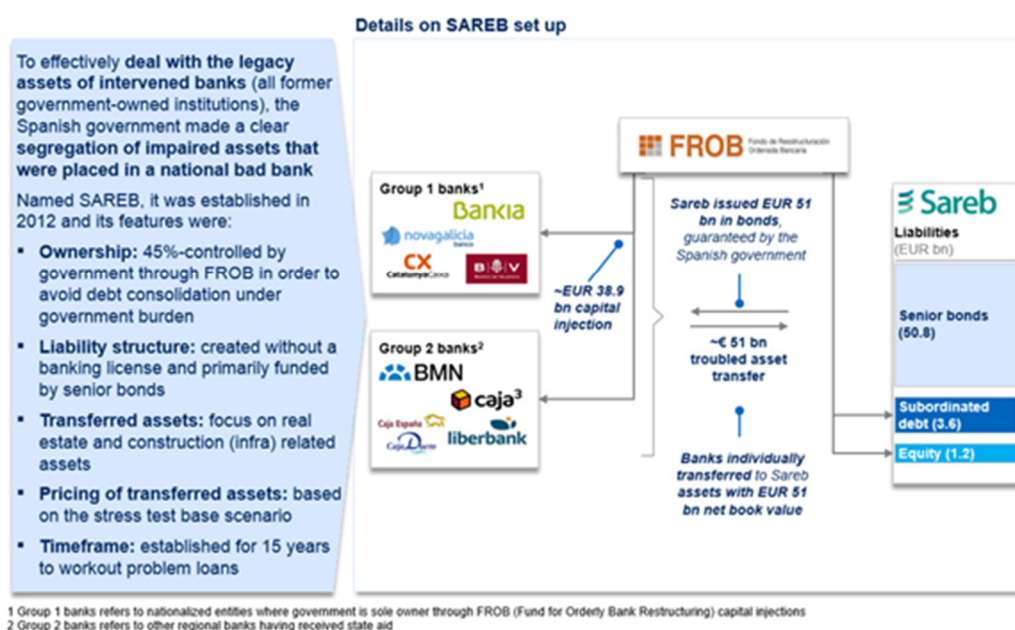 Details on SAREB set up
To effectively deal with the legacy
assets of intervened banks (all former
government-owned institutions), the
Spanish government made a clear
segregation of impaired assets that
were placed in a national bad bank
Named SAREB, it was established in
2012 and its features were:
▪ Ownership: 45%-controlled by
government through FROB in order to
avoid debt consolidation under
government burden
▪ Liability structure: created without a
banking license and primarily funded
by senior bonds
▪ Transferred assets: focus on real
estate and construction (infra) related
assets
▪ Pricing of transferred assets: based
on the stress test base scenario
▪ Timeframe: established for 15 years
to workout problem loans
FROB
Fondo de Reestructuración
Ordenada Bancaria
Group 1 banks¹
Bankia
novagalicia
banco
CX
CatalunyaCaixa
B V
Group 2 banks²
BMN
caja³
Caja España
CajaDuero
liberbank
~EUR 38.9
bn capital
injection
Sareb issued EUR 51
bn in bonds,
guaranteed by the
Spanish government
~€ 51 bn
troubled asset
transfer
Banks individually
transferred to Sareb
assets with EUR 51
bn net book value
Sareb
Liabilities
(EUR bn)
Senior bonds
(50.8)
Subordinated
debt (3.6)
Equity (1.2)
1 Group 1 banks refers to nationalized entities where government is sole owner through FROB (Fund for Orderly Bank Restructuring) capital injections
2 Group 2 banks refers to other regional banks having received state aid